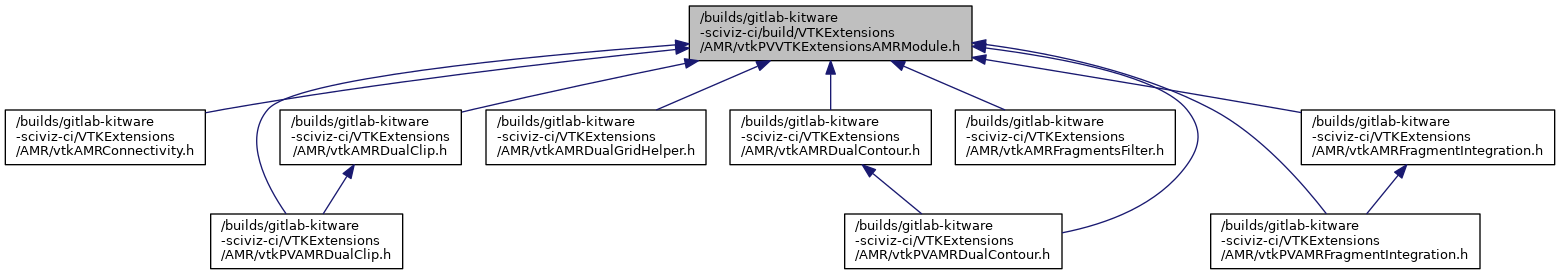 /builds/gitlab-kitware
-sciviz-ci/build/VTKExtensions
/AMR/vtkPVVTKExtensionsAMRModule.h
/builds/gitlab-kitware
-sciviz-ci/VTKExtensions
/AMR/vtkAMRConnectivity.h
/builds/gitlab-kitware
-sciviz-ci/VTKExtensions
/AMR/vtkAMRDualClip.h
/builds/gitlab-kitware
-sciviz-ci/VTKExtensions
/AMR/vtkAMRDualGridHelper.h
/builds/gitlab-kitware
-sciviz-ci/VTKExtensions
/AMR/vtkAMRDualContour.h
/builds/gitlab-kitware
-sciviz-ci/VTKExtensions
/AMR/vtkAMRFragmentsFilter.h
/builds/gitlab-kitware
-sciviz-ci/VTKExtensions
/AMR/vtkAMRFragmentIntegration.h
/builds/gitlab-kitware
-sciviz-ci/VTKExtensions
/AMR/vtkPVAMRDualClip.h
/builds/gitlab-kitware
-sciviz-ci/VTKExtensions
/AMR/vtkPVAMRDualContour.h
/builds/gitlab-kitware
-sciviz-ci/VTKExtensions
/AMR/vtkPVAMRFragmentIntegration.h